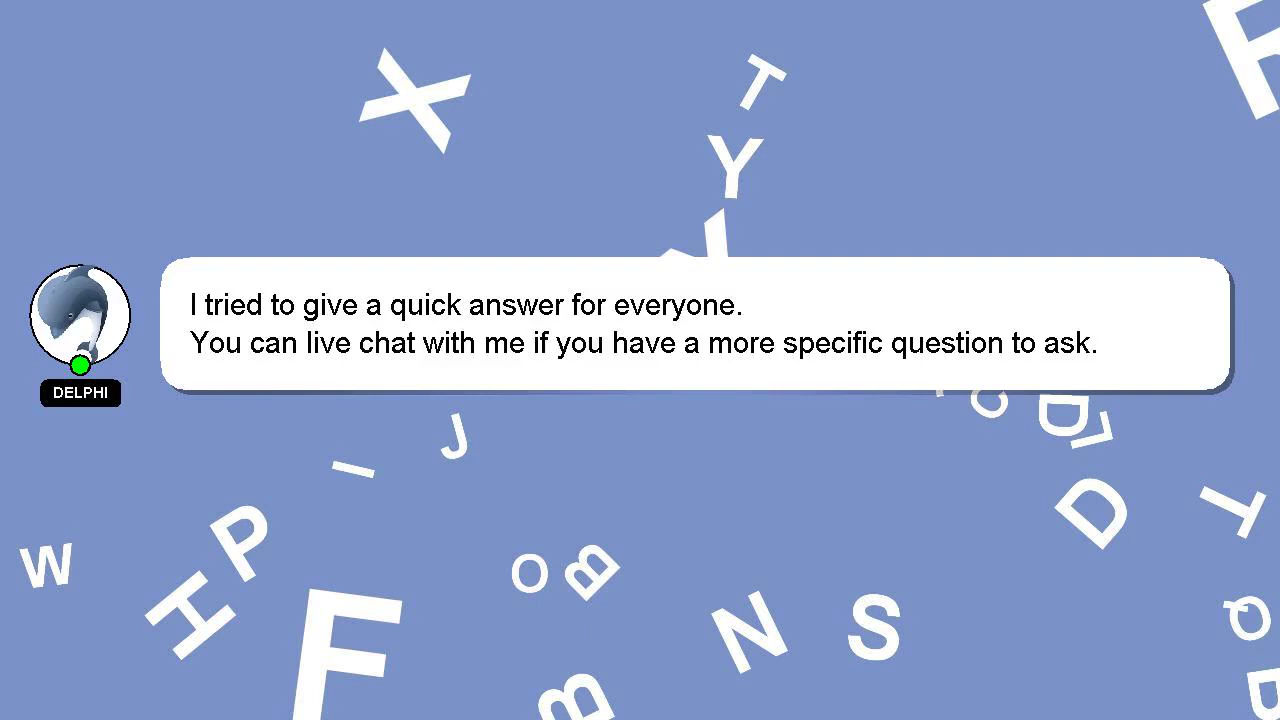 X
T
Y
I tried to give a quick answer for everyone.
You can live chat with me if you have a more specific question to ask.
DELPHI
C
D
L
J
I
D
T
P
W
H
F
O
B
N
S
Q
B
B